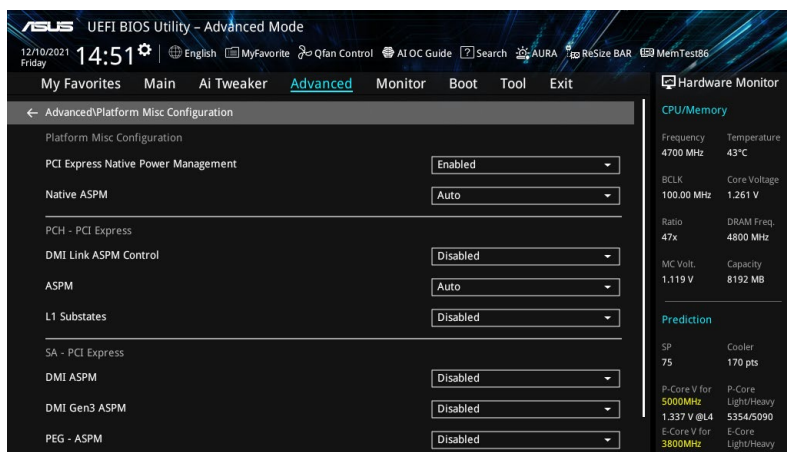 ASUS UEFI BIOS Utility – Advanced Mode
12/10/2021 Friday 14:51 English MyFavorite Qfan Control AI OC Guide ? Search AURA ReSize BAR MemTest86
My Favorites Main Ai Tweaker Advanced Monitor Boot Tool Exit
← Advanced\Platform Misc Configuration
Platform Misc Configuration
PCI Express Native Power Management Enabled
Native ASPM Auto
PCH - PCI Express
DMI Link ASPM Control Disabled
ASPM Auto
L1 Substates Disabled
SA - PCI Express
DMI ASPM Disabled
DMI Gen3 ASPM Disabled
PEG - ASPM Disabled
Hardware Monitor
CPU/Memory
Frequency Temperature
4700 MHz 43°C
BCLK Core Voltage
100.00 MHz 1.261 V
Ratio DRAM Freq.
47x 4800 MHz
MC Volt. Capacity
1.119 V 8192 MB
Prediction
SP Cooler
75 170 pts
P-Core V for P-Core
5000MHz Light/Heavy
1.337 V @L4 5354/5090
E-Core V for E-Core
3800MHz Light/Heavy